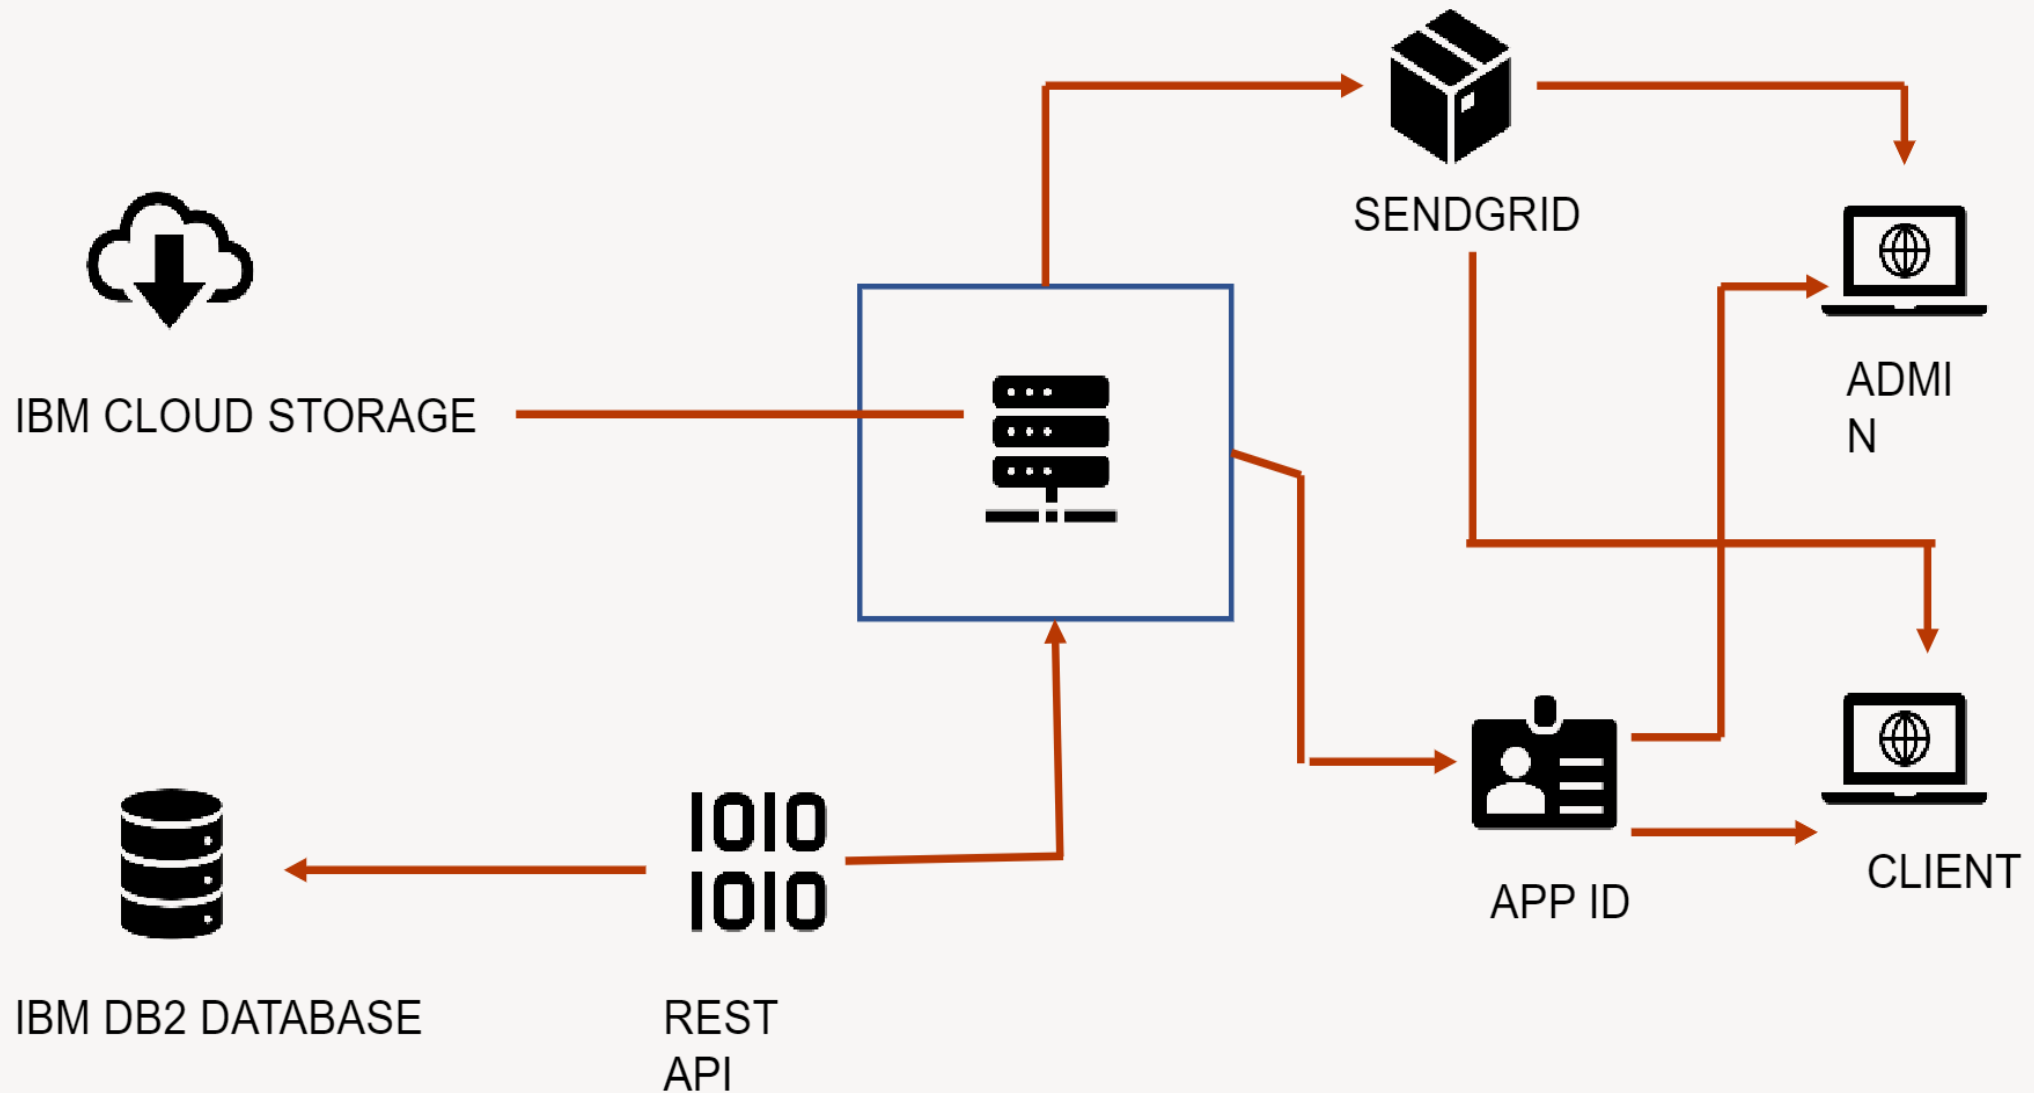 SENDGRID
IBM CLOUD STORAGE
ADMI
N
APP ID
CLIENT
IBM DB2 DATABASE
REST
API